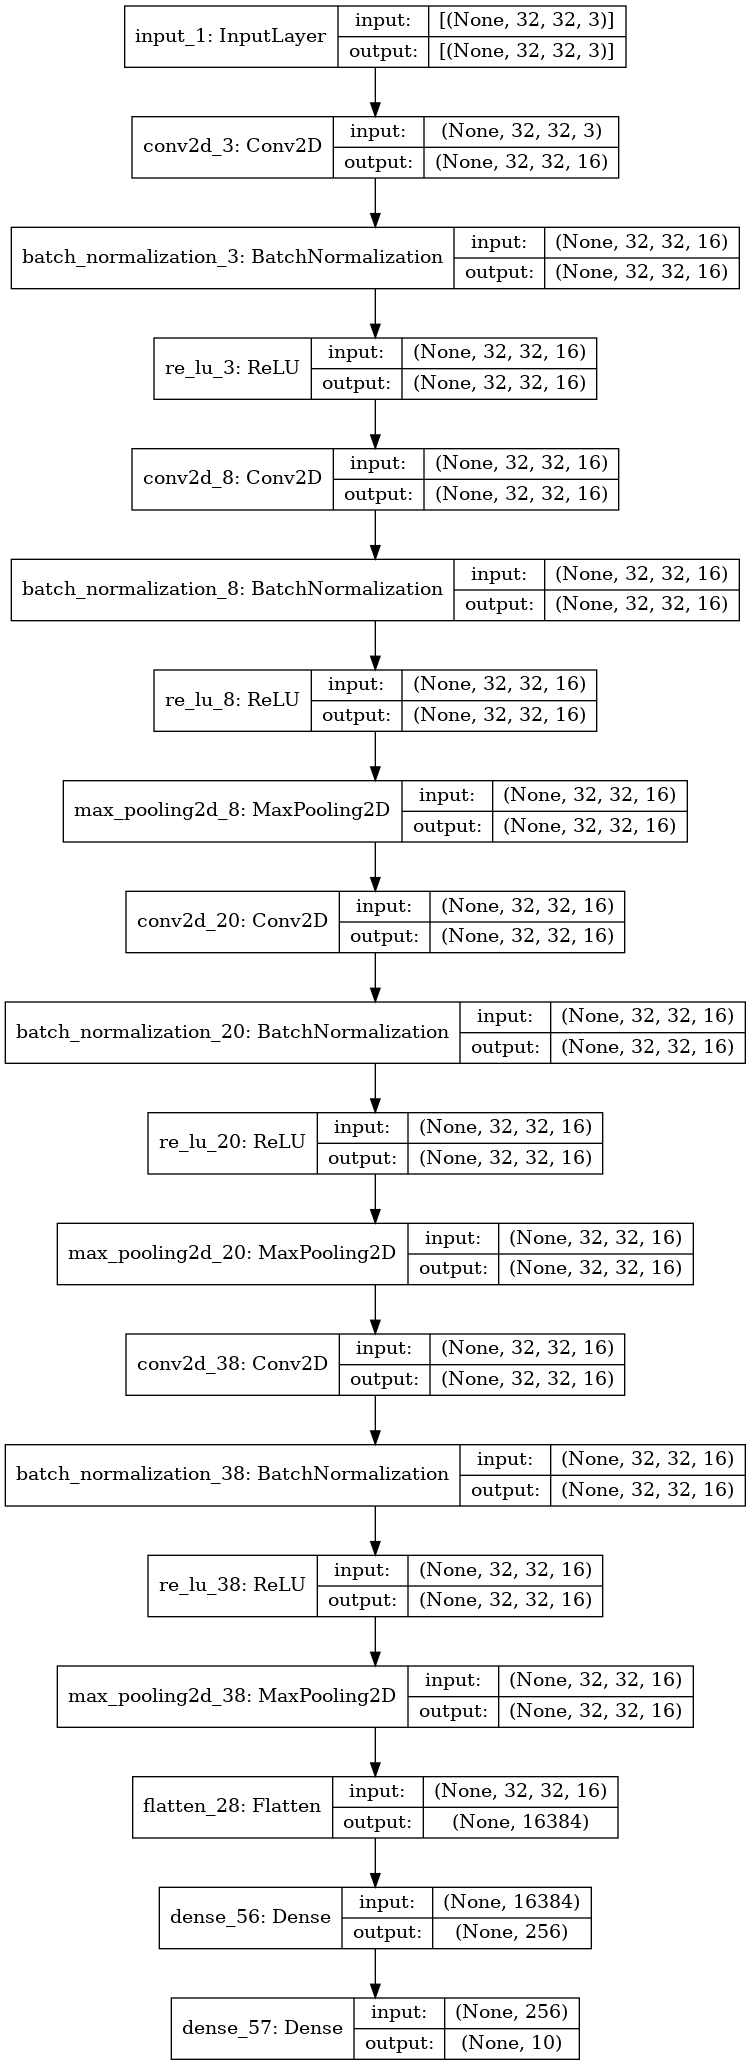 input_1: InputLayer input: [(None, 32, 32, 3)]
output: [(None, 32, 32, 3)]
conv2d_3: Conv2D input: (None, 32, 32, 3)
output: (None, 32, 32, 16)
batch_normalization_3: BatchNormalization input: (None, 32, 32, 16)
output: (None, 32, 32, 16)
re_lu_3: ReLU input: (None, 32, 32, 16)
output: (None, 32, 32, 16)
conv2d_8: Conv2D input: (None, 32, 32, 16)
output: (None, 32, 32, 16)
batch_normalization_8: BatchNormalization input: (None, 32, 32, 16)
output: (None, 32, 32, 16)
re_lu_8: ReLU input: (None, 32, 32, 16)
output: (None, 32, 32, 16)
max_pooling2d_8: MaxPooling2D input: (None, 32, 32, 16)
output: (None, 32, 32, 16)
conv2d_20: Conv2D input: (None, 32, 32, 16)
output: (None, 32, 32, 16)
batch_normalization_20: BatchNormalization input: (None, 32, 32, 16)
output: (None, 32, 32, 16)
re_lu_20: ReLU input: (None, 32, 32, 16)
output: (None, 32, 32, 16)
max_pooling2d_20: MaxPooling2D input: (None, 32, 32, 16)
output: (None, 32, 32, 16)
conv2d_38: Conv2D input: (None, 32, 32, 16)
output: (None, 32, 32, 16)
batch_normalization_38: BatchNormalization input: (None, 32, 32, 16)
output: (None, 32, 32, 16)
re_lu_38: ReLU input: (None, 32, 32, 16)
output: (None, 32, 32, 16)
max_pooling2d_38: MaxPooling2D input: (None, 32, 32, 16)
output: (None, 32, 32, 16)
flatten_28: Flatten input: (None, 32, 32, 16)
output: (None, 16384)
dense_56: Dense input: (None, 16384)
output: (None, 256)
dense_57: Dense input: (None, 256)
output: (None, 10)